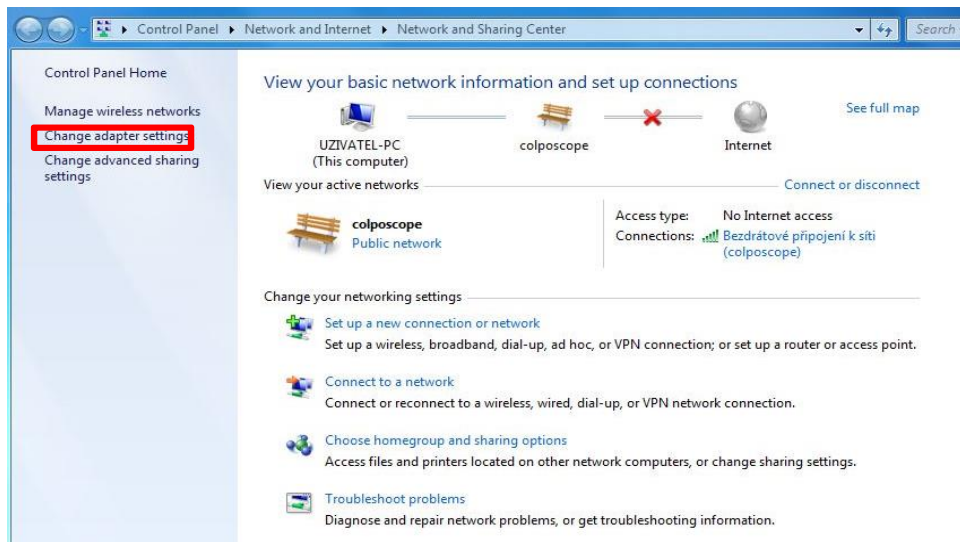 Control Panel ▸ Network and Internet ▸ Network and Sharing Center
Search
Control Panel Home
Manage wireless networks
Change adapter settings
Change advanced sharing
settings
View your basic network information and set up connections
See full map
UZIVATEL-PC
(This computer)
colposcope
Internet
View your active networks
Connect or disconnect
colposcope
Public network
Access type: No Internet access
Connections: Bezdrátové připojení k síti
(colposcope)
Change your networking settings
Set up a new connection or network
Set up a wireless, broadband, dial-up, ad hoc, or VPN connection; or set up a router or access point.
Connect to a network
Connect or reconnect to a wireless, wired, dial-up, or VPN network connection.
Choose homegroup and sharing options
Access files and printers located on other network computers, or change sharing settings.
Troubleshoot problems
Diagnose and repair network problems, or get troubleshooting information.